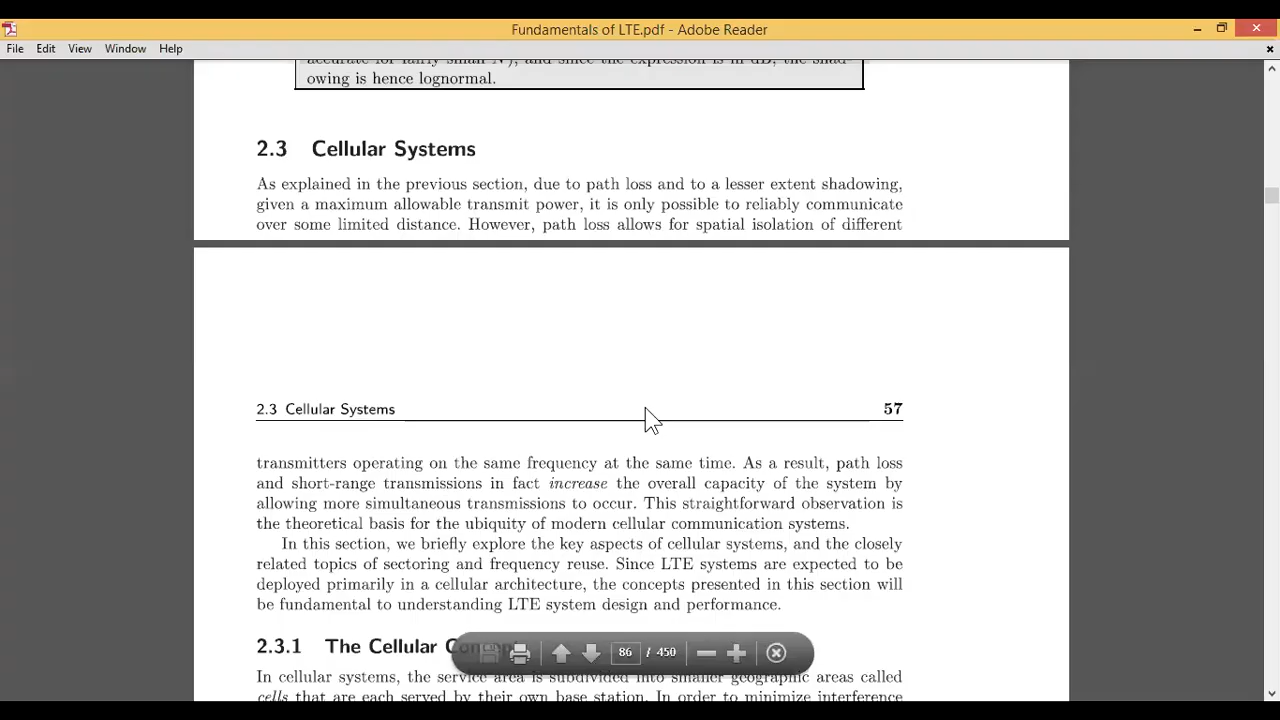 Fundamentals of LTE.pdf - Adobe Reader
File Edit View Window Help
accurate for fairly small N), and since the expression is in dB, the shad-
owing is hence lognormal.
2.3 Cellular Systems
As explained in the previous section, due to path loss and to a lesser extent shadowing,
given a maximum allowable transmit power, it is only possible to reliably communicate
over some limited distance. However, path loss allows for spatial isolation of different
2.3 Cellular Systems 57
transmitters operating on the same frequency at the same time. As a result, path loss
and short-range transmissions in fact increase the overall capacity of the system by
allowing more simultaneous transmissions to occur. This straightforward observation is
the theoretical basis for the ubiquity of modern cellular communication systems.
In this section, we briefly explore the key aspects of cellular systems, and the closely
related topics of sectoring and frequency reuse. Since LTE systems are expected to be
deployed primarily in a cellular architecture, the concepts presented in this section will
be fundamental to understanding LTE system design and performance.
2.3.1 The Cellular
86 / 450
In cellular systems, the service area is subdivided into smaller geographic areas called
cells that are each served by their own base station. In order to minimize interference